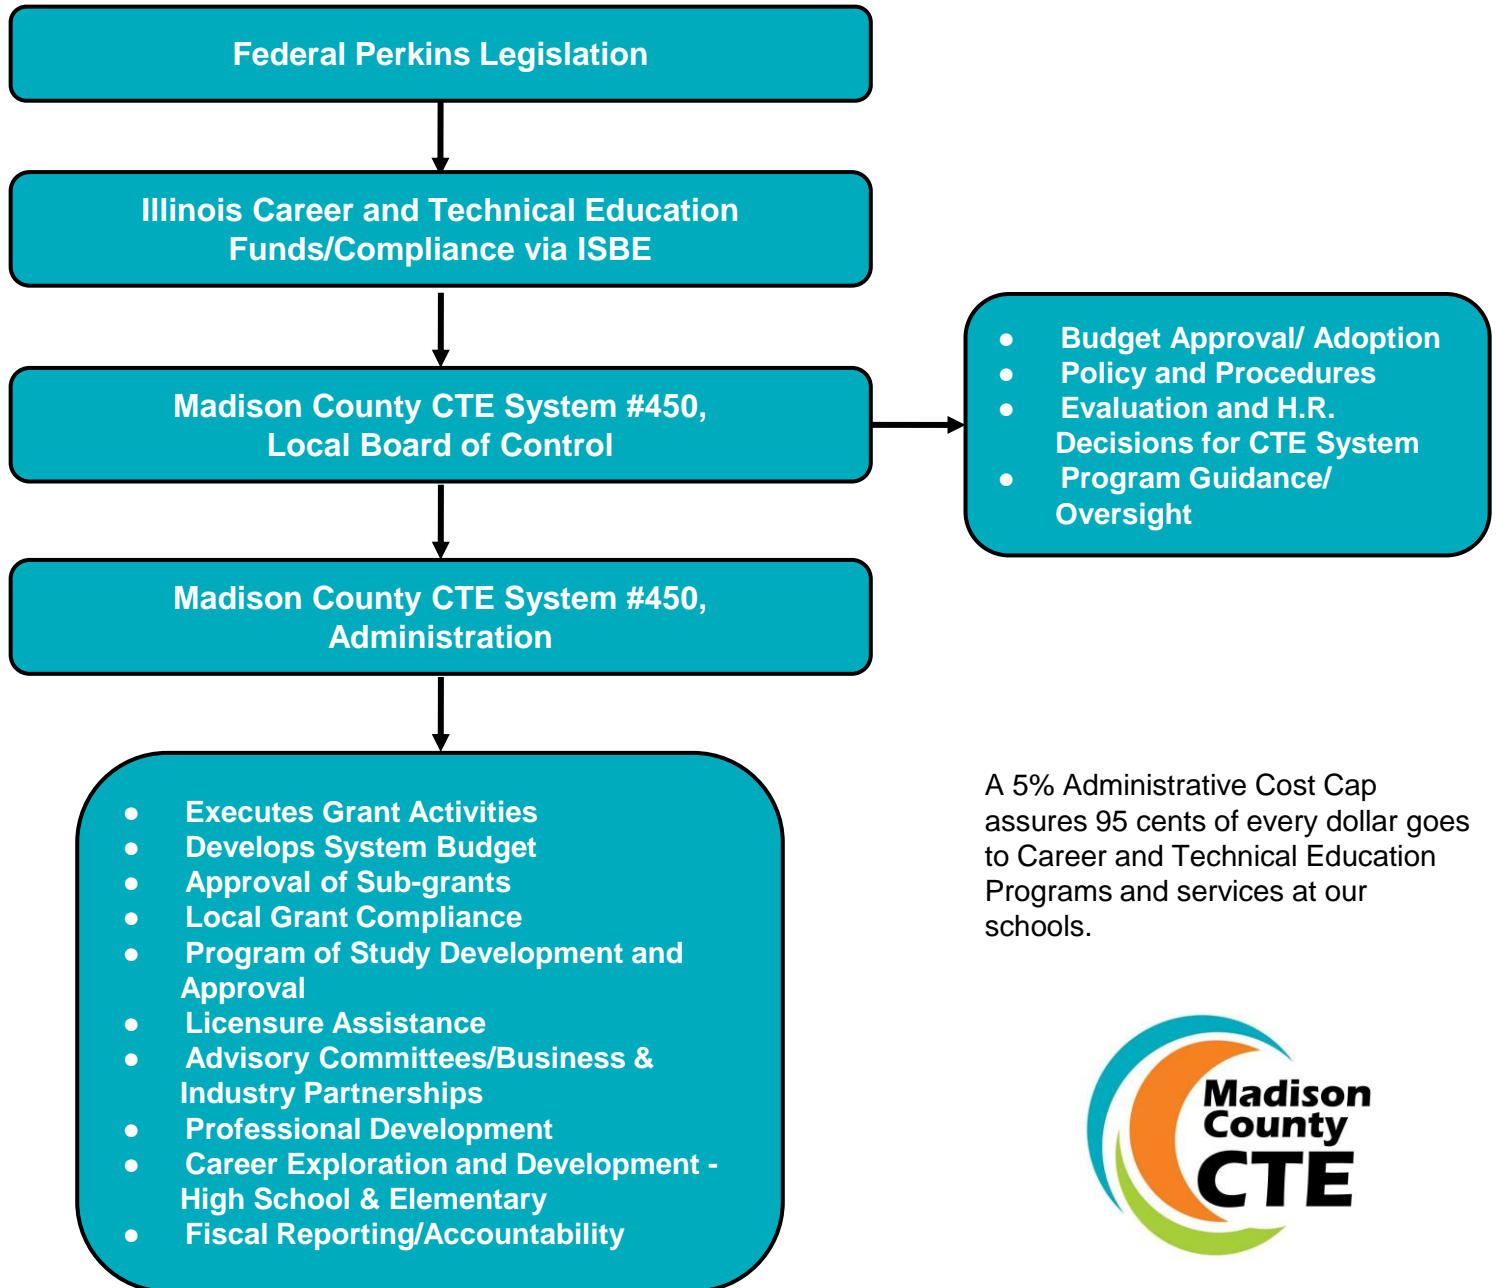 Federal Perkins Legislation
Illinois Career and Technical Education
Funds/Compliance via ISBE
Madison County CTE System #450,
Local Board of Control
● Budget Approval/ Adoption
● Policy and Procedures
● Evaluation and H.R.
Decisions for CTE System
● Program Guidance/
Oversight
Madison County CTE System #450,
Administration
● Executes Grant Activities
● Develops System Budget
● Approval of Sub-grants
● Local Grant Compliance
● Program of Study Development and
Approval
● Licensure Assistance
● Advisory Committees/Business &
Industry Partnerships
● Professional Development
● Career Exploration and Development -
High School & Elementary
● Fiscal Reporting/Accountability
A 5% Administrative Cost Cap
assures 95 cents of every dollar goes
to Career and Technical Education
Programs and services at our
schools.
Madison
County
CTE